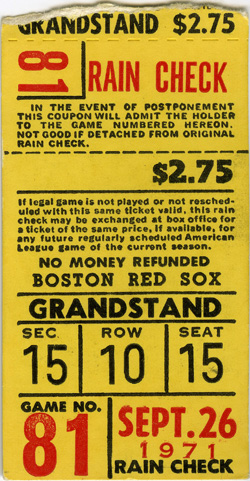 GRANDSTAND $2.75
81
RAIN CHECK
IN THE EVENT OF POSTPONEMENT
THIS COUPON WILL ADMIT THE HOLDER
TO THE GAME NUMBERED HEREON.
NOT GOOD IF DETACHED FROM ORIGINAL
RAIN CHECK.
$2.75
If legal game is not played or not resched-
uled with this same ticket valid, this rain
check may be exchanged at box office for
a ticket of the same price, if available, for
any future regularly scheduled American
League game of the current season.
NO MONEY REFUNDED
BOSTON RED SOX
GRANDSTAND
SEC ROW SEAT
15 10 15
GAME NO.
81
SEPT. 26
1971
RAIN CHECK